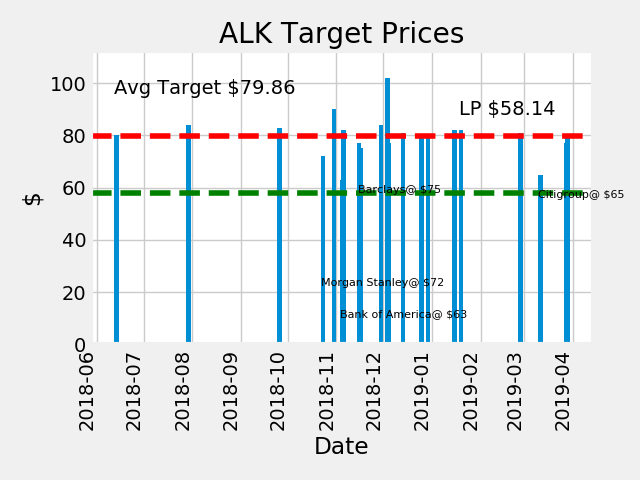 ALK Target Prices
Avg Target $79.86
LP $58.14
Barclays@ $75
Citigroup@ $65
Morgan Stanley@ $72
Bank of America@ $63
$
100
80
60
40
20
0
2018-06
2018-07
2018-08
2018-09
2018-10
2018-11
2018-12
2019-01
2019-02
2019-03
2019-04
Date